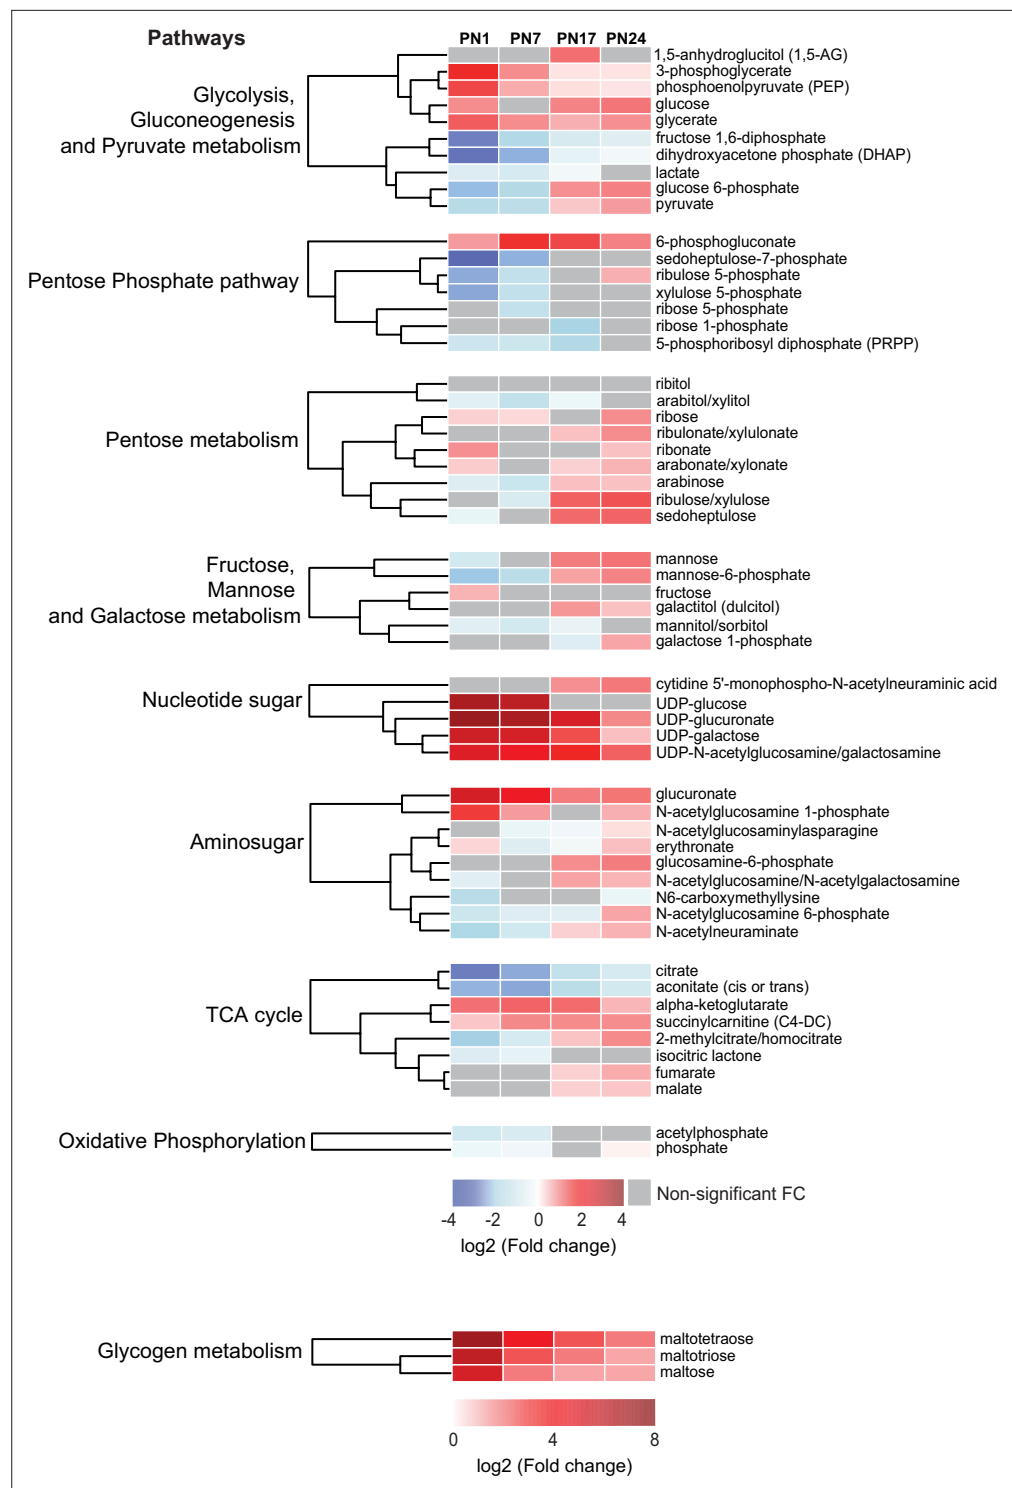 Pathways
PN1 PN7 PN17 PN24
Glycolysis,
Gluconeogenesis
and Pyruvate metabolism
1,5-anhydroglucitol (1,5-AG)
3-phosphoglycerate
phosphoenolpyruvate (PEP)
glucose
glycerate
fructose 1,6-diphosphate
dihydroxyacetone phosphate (DHAP)
lactate
glucose 6-phosphate
pyruvate
Pentose Phosphate pathway
6-phosphogluconate
sedoheptulose-7-phosphate
ribulose 5-phosphate
xylulose 5-phosphate
ribose 5-phosphate
ribose 1-phosphate
5-phosphoribosyl diphosphate (PRPP)
Pentose metabolism
ribitol
arabitol/xylitol
ribose
ribulonate/xylulonate
ribonate
arabonate/xylonate
arabinose
ribulose/xylulose
sedoheptulose
Fructose,
Mannose
and Galactose metabolism
mannose
mannose-6-phosphate
fructose
galactitol (dulcitol)
mannitol/sorbitol
galactose 1-phosphate
Nucleotide sugar
cytidine 5'-monophospho-N-acetylneuraminic acid
UDP-glucose
UDP-glucuronate
UDP-galactose
UDP-N-acetylglucosamine/galactosamine
Aminosugar
glucuronate
N-acetylglucosamine 1-phosphate
N-acetylglucosaminylasparagine
erythronate
glucosamine-6-phosphate
N-acetylglucosamine/N-acetylgalactosamine
N6-carboxymethyllysine
N-acetylglucosamine 6-phosphate
N-acetylneuraminate
TCA cycle
citrate
aconitate (cis or trans)
alpha-ketoglutarate
succinylcarnitine (C4-DC)
2-methylcitrate/homocitrate
isocitric lactone
fumarate
malate
Oxidative Phosphorylation
acetylphosphate
phosphate
Non-significant FC
-4 -2 0 2 4
log2 (Fold change)
Glycogen metabolism
maltotetraose
maltotriose
maltose
0 4 8
log2 (Fold change)